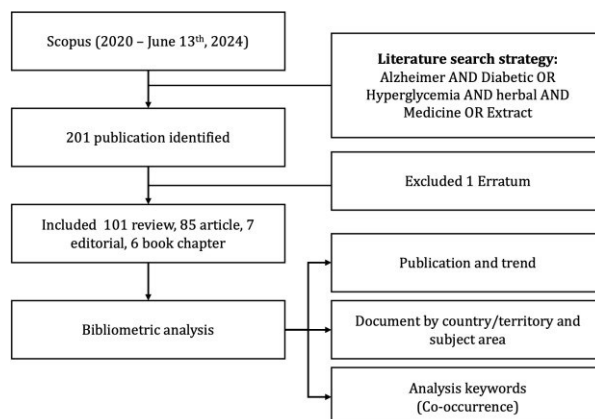 Scopus (2020 – June 13th, 2024)
Literature search strategy:
Alzheimer AND Diabetic OR
Hyperglycemia AND herbal AND
Medicine OR Extract
201 publication identified
Excluded 1 Erratum
Included 101 review, 85 article, 7
editorial, 6 book chapter
Publication and trend
Bibliometric analysis
Document by country/territory and
subject area
Analysis keywords
(Co-occurrence)